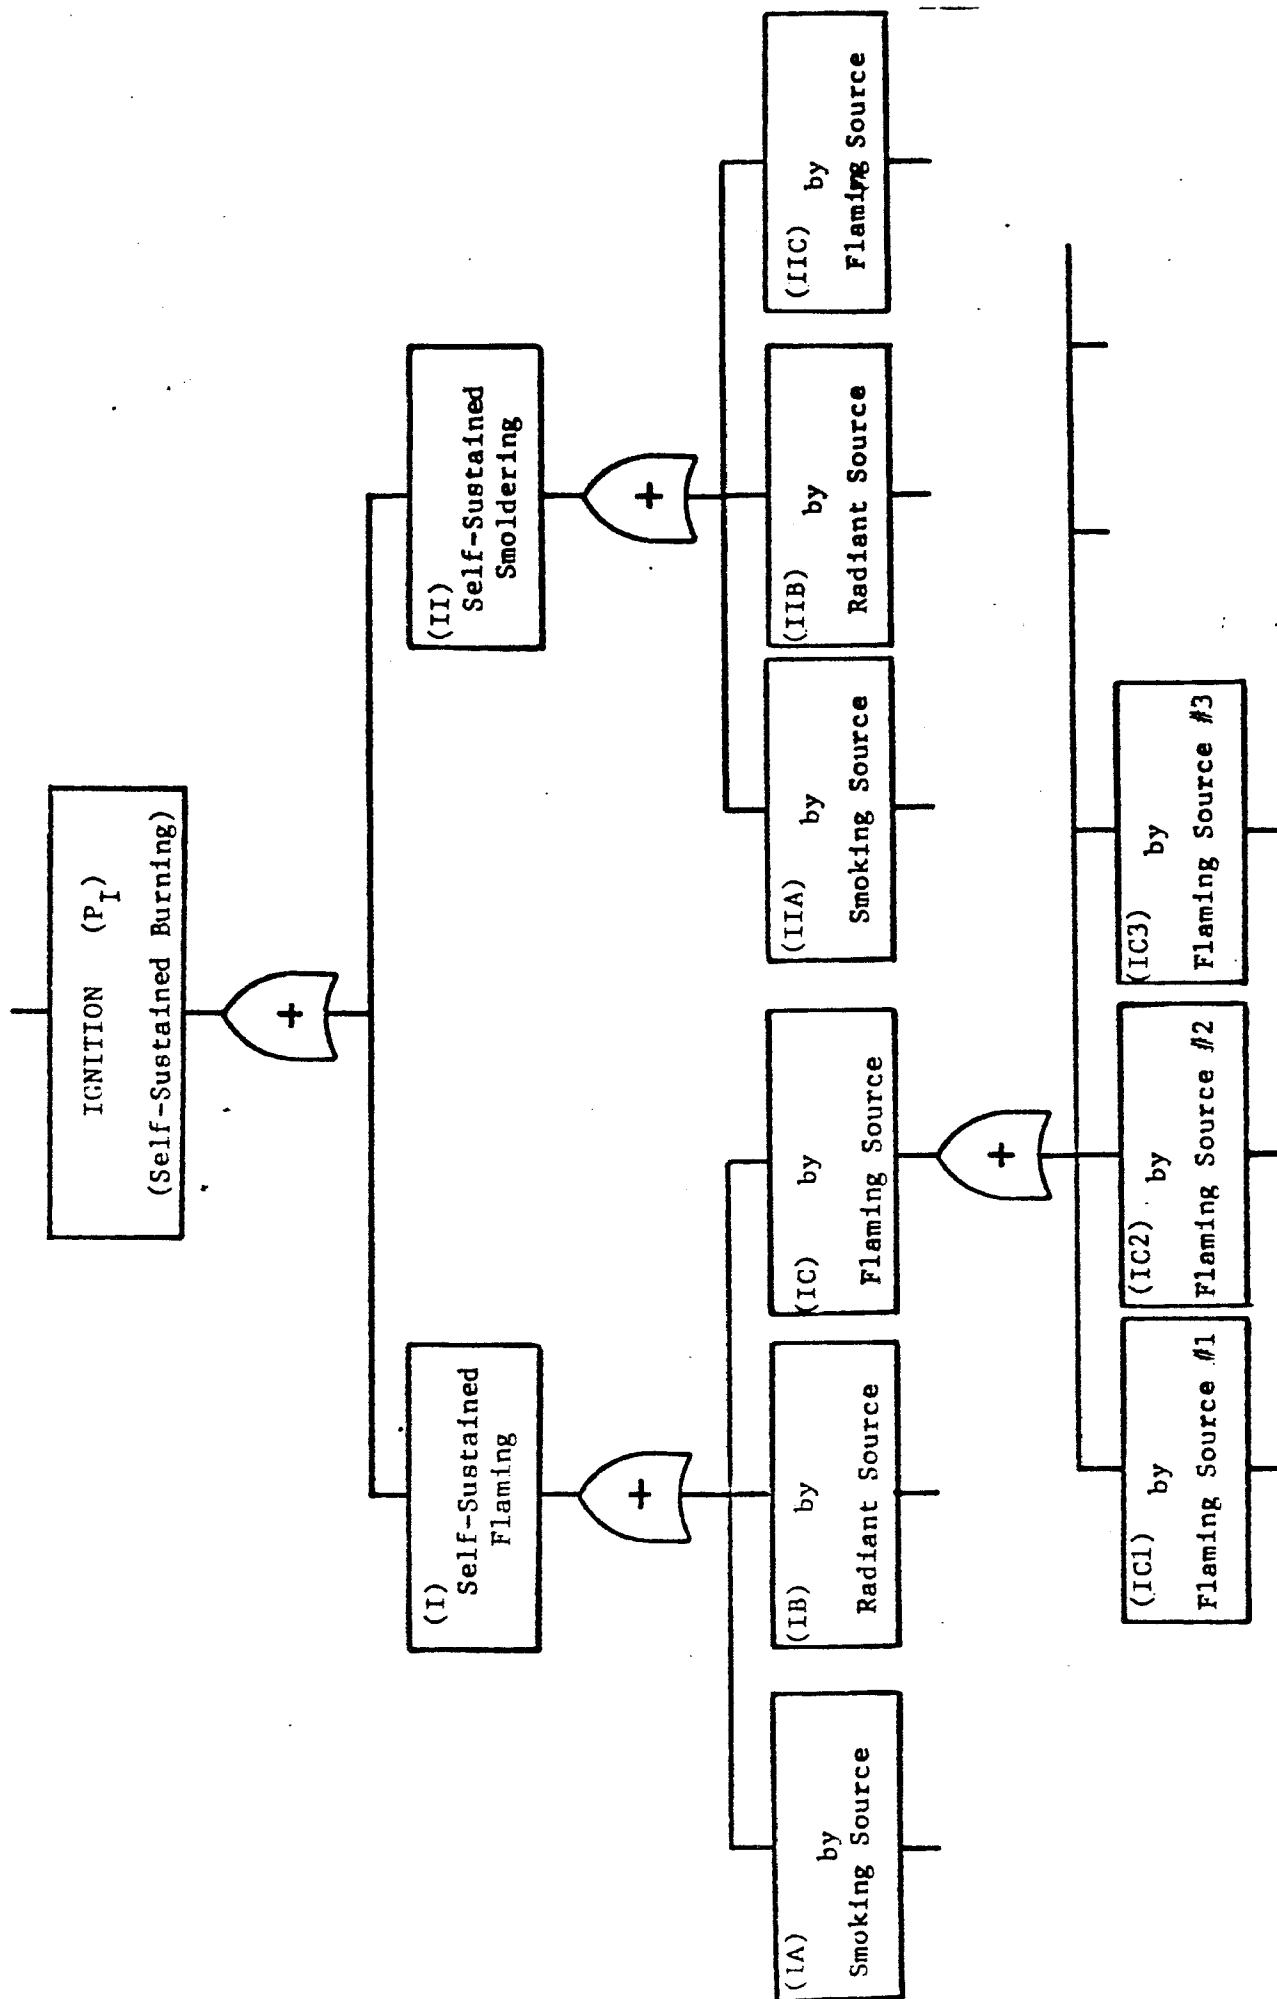 IGNITION (PI)
(Self-Sustained Burning)
+
(I)
Self-Sustained
Flaming
(II)
Self-Sustained
Smoldering
+
+
(IA)
by
Smoking Source
(IB) by
Radiant Source
(IC) by
Flaming Source
(IIA) by
Smoking Source
(IIB) by
Radiant Source
(IIC) by
Flaming Source
+
(IC1) by
Flaming Source #1
(IC2) by
Flaming Source #2
(IC3) by
Flaming Source #3